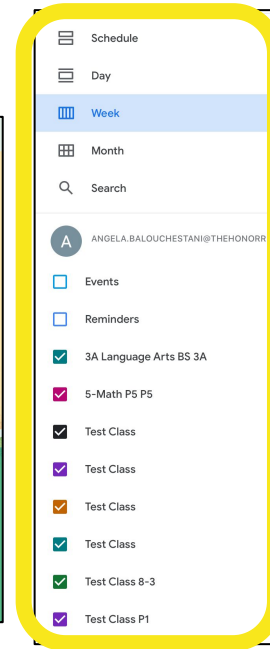 Schedule
Day
Week
Month
Search
A ANGELA.BALOUCHESTANI@THEHONORR
Events
Reminders
3A Language Arts BS 3A
5-Math P5 P5
Test Class
Test Class
Test Class
Test Class
Test Class 8-3
Test Class P1